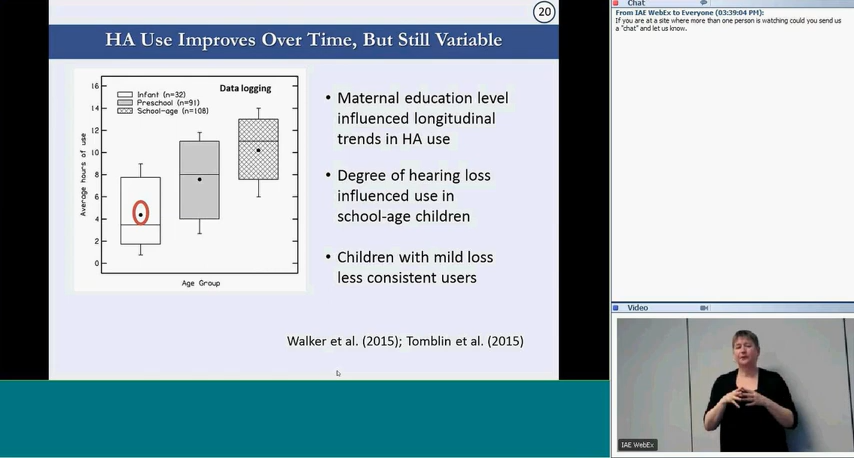 20
HA Use Improves Over Time, But Still Variable
Data logging
Infant (n=32)
Preschool (n=91)
School-age (n=108)
16
14
12
10
8
6
4
2
0
Average hours of use
Age Group
• Maternal education level
influenced longitudinal
trends in HA use
• Degree of hearing loss
influenced use in
school-age children
• Children with mild loss
less consistent users
Walker et al. (2015); Tomblin et al. (2015)
Chat
From IAE WebEx to Everyone (03:39:04 PM):
If you are at a site where more than one person is watching could you send us
a "chat" and let us know.
Video
IAE WebEx